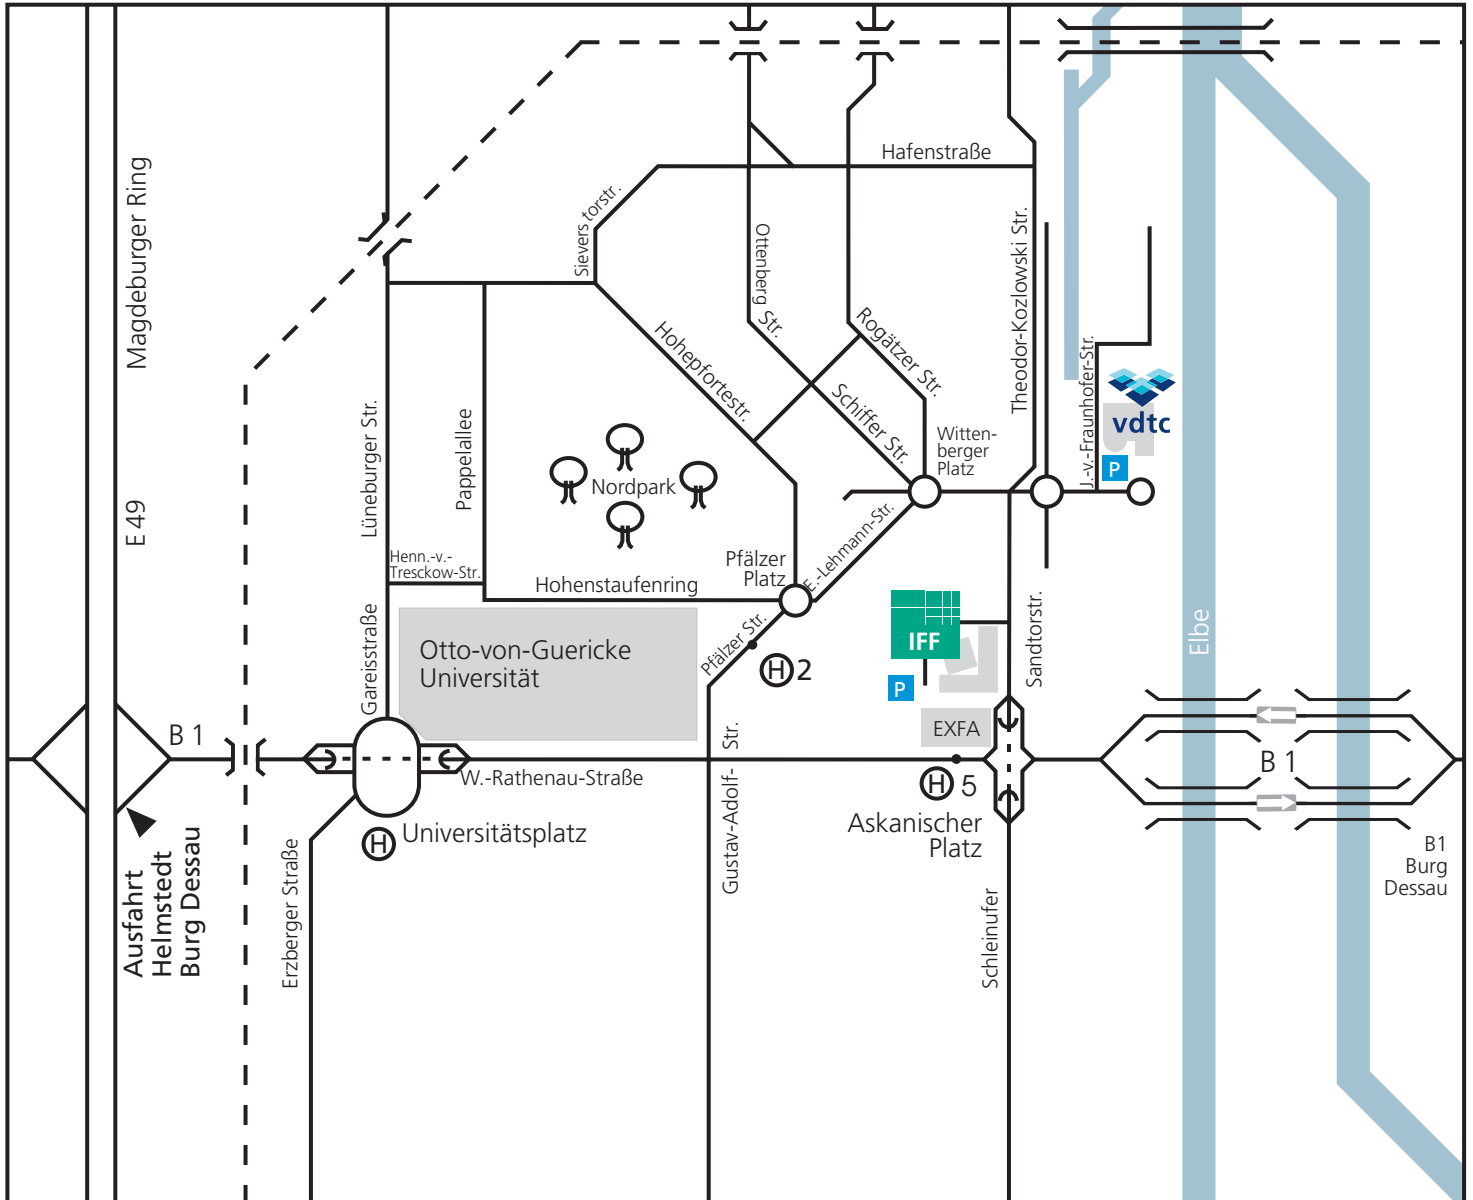 Hafenstraße
Magdeburger Ring
E 49
Sievers torstr.
Ottenberg
Str.
Theodor-Kozlowski Str.
Rogätzer Str.
Hohepfortestr.
Schiffer Str.
J.-v.-Fraunhofer-Str.
vdtc
P
Lüneburger Str.
Pappelallee
Nordpark
Witten-
berger
Platz
Henn.-v.-
Tresckow-Str.
Hohenstaufenring
Pfälzer
Platz
E.-Lehmann-Str.
Gareisstraße
Otto-von-Guericke
Universität
Pfälzer Str.
H 2
IFF
P
Sandtorstr.
Elbe
B 1
EXFA
W.-Rathenau-Straße
Gustav-Adolf- Str.
H 5
B 1
H Universitätsplatz
Askanischer
Platz
B1
Burg
Dessau
Ausfahrt
Helmstedt
Burg Dessau
Erzberger Straße
Schleinufer